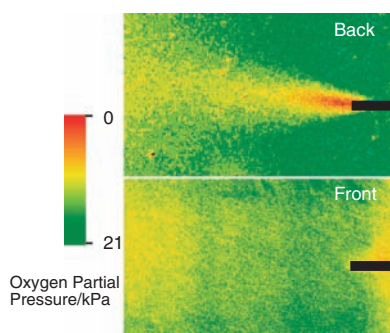 Back
0
Front
21
Oxygen Partial
Pressure/kPa